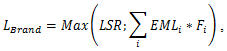 L_Brand = Max(LSR; ∑_i EML_i * F_i) ,